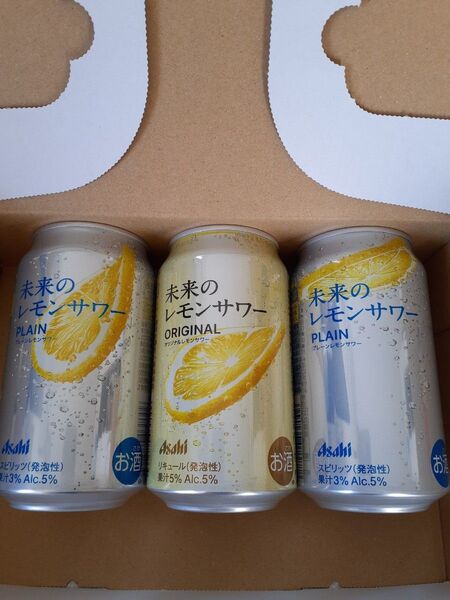 未来の
レモンサワー
PLAIN
プレーンレモンサワー
Asahi
スピリッツ(発泡性)
果汁3% Alc.5%
お酒
未来の
レモンサワー
ORIGINAL
オリジナルレモンサワー
Asahi
リキュール(発泡性)
果汁5% Alc.5%
お酒
未来の
レモンサワー
PLAIN
プレーンレモンサワー
Asahi
スピリッツ(発泡性)
果汁3% Alc.5%
お酒